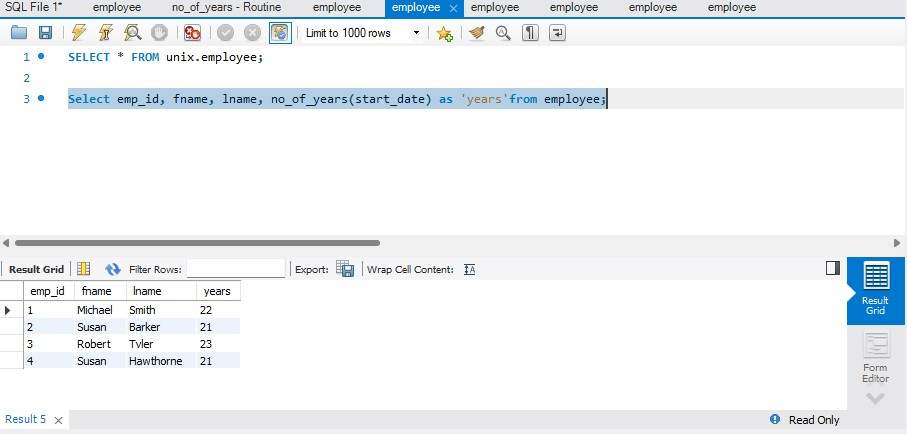 SQL File 1* employee no_of_years - Routine employee employee employee employee employee employee
Limit to 1000 rows
1 SELECT * FROM unix.employee;
2
3 Select emp_id, fname, lname, no_of_years(start_date) as 'years'from employee;
Result Grid Filter Rows: Export: Wrap Cell Content: IA
emp_id fname lname years
1 Michael Smith 22
2 Susan Barker 21
3 Robert Tvler 23
4 Susan Hawthorne 21
Result
Grid
Form
Editor
Result 5 Read Only